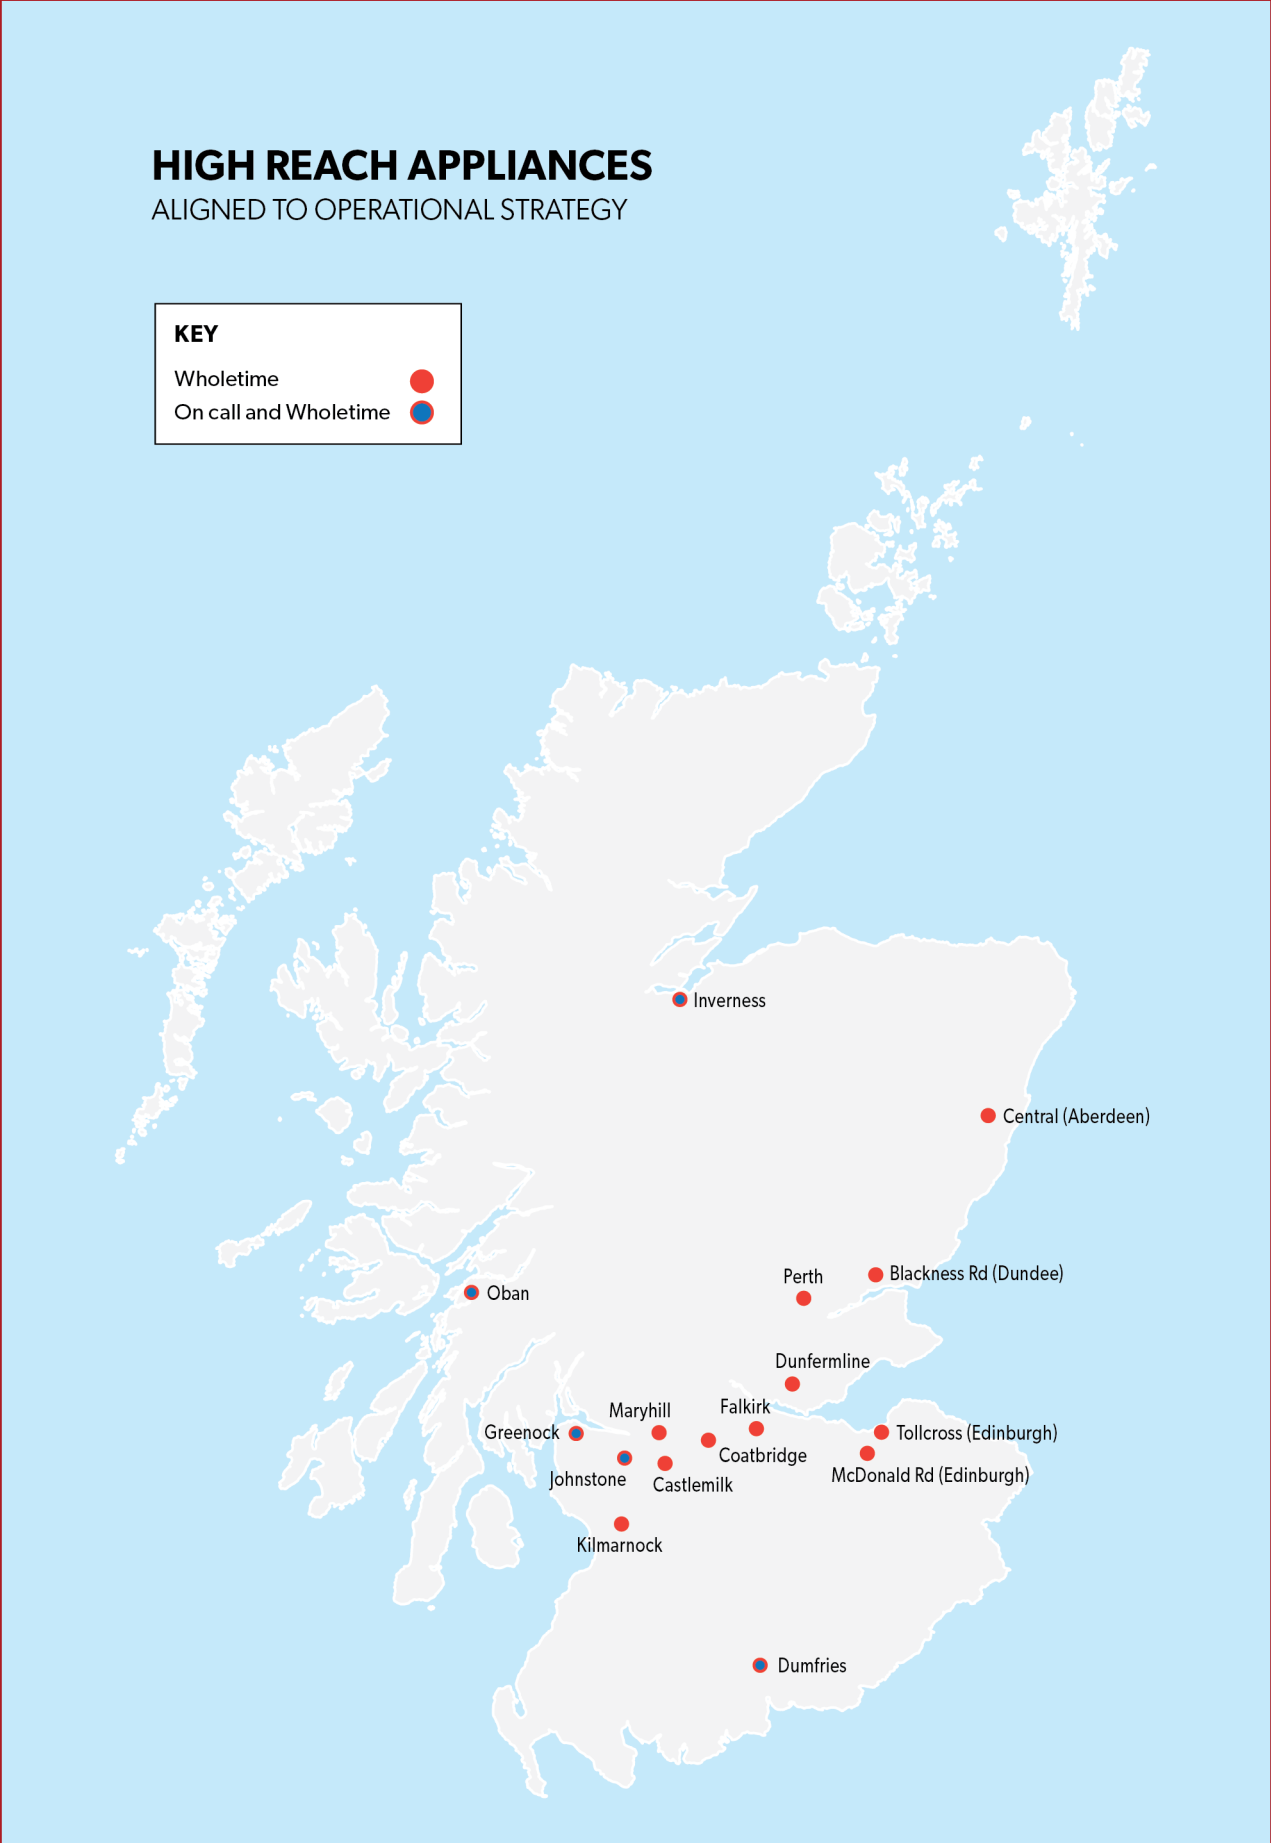 HIGH REACH APPLIANCES
ALIGNED TO OPERATIONAL STRATEGY
KEY
Wholetime
On call and Wholetime
Inverness
Central (Aberdeen)
Blackness Rd (Dundee)
Perth
Oban
Dunfermline
Falkirk
Maryhill
Greenock
Tollcross (Edinburgh)
Coatbridge
McDonald Rd (Edinburgh)
Johnstone
Castlemilk
Kilmarnock
Dumfries